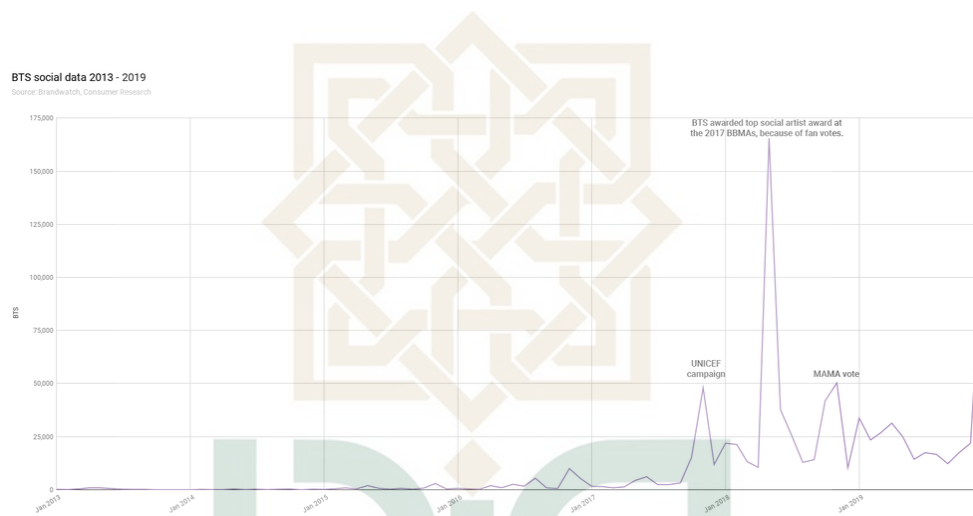 BTS social data 2013 - 2019
Source: Brandwatch, Consumer Research
175,000
BTS awarded top social artist award at
the 2017 BBMAs, because of fan votes.
150,000
125,000
100,000
75,000
BTS
UNICEF
campaign
MAMA vote
50,000
25,000
0
Jan 2013
Jan 2014
Jan 2015
Jan 2016
Jan 2017
Jan 2018
Jan 2019